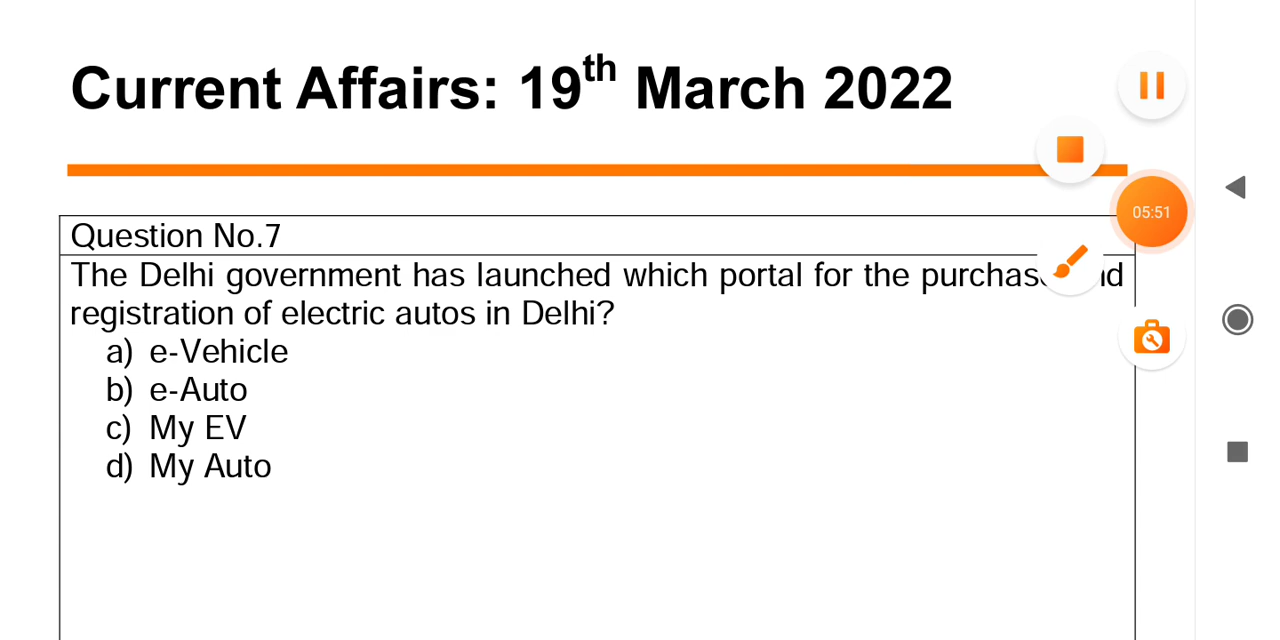 Current Affairs: 19th March 2022
05:51
Question No.7
The Delhi government has launched which portal for the
registration of electric autos in Delhi?
a) e-Vehicle
b) e-Auto
c) My EV
d) My Auto